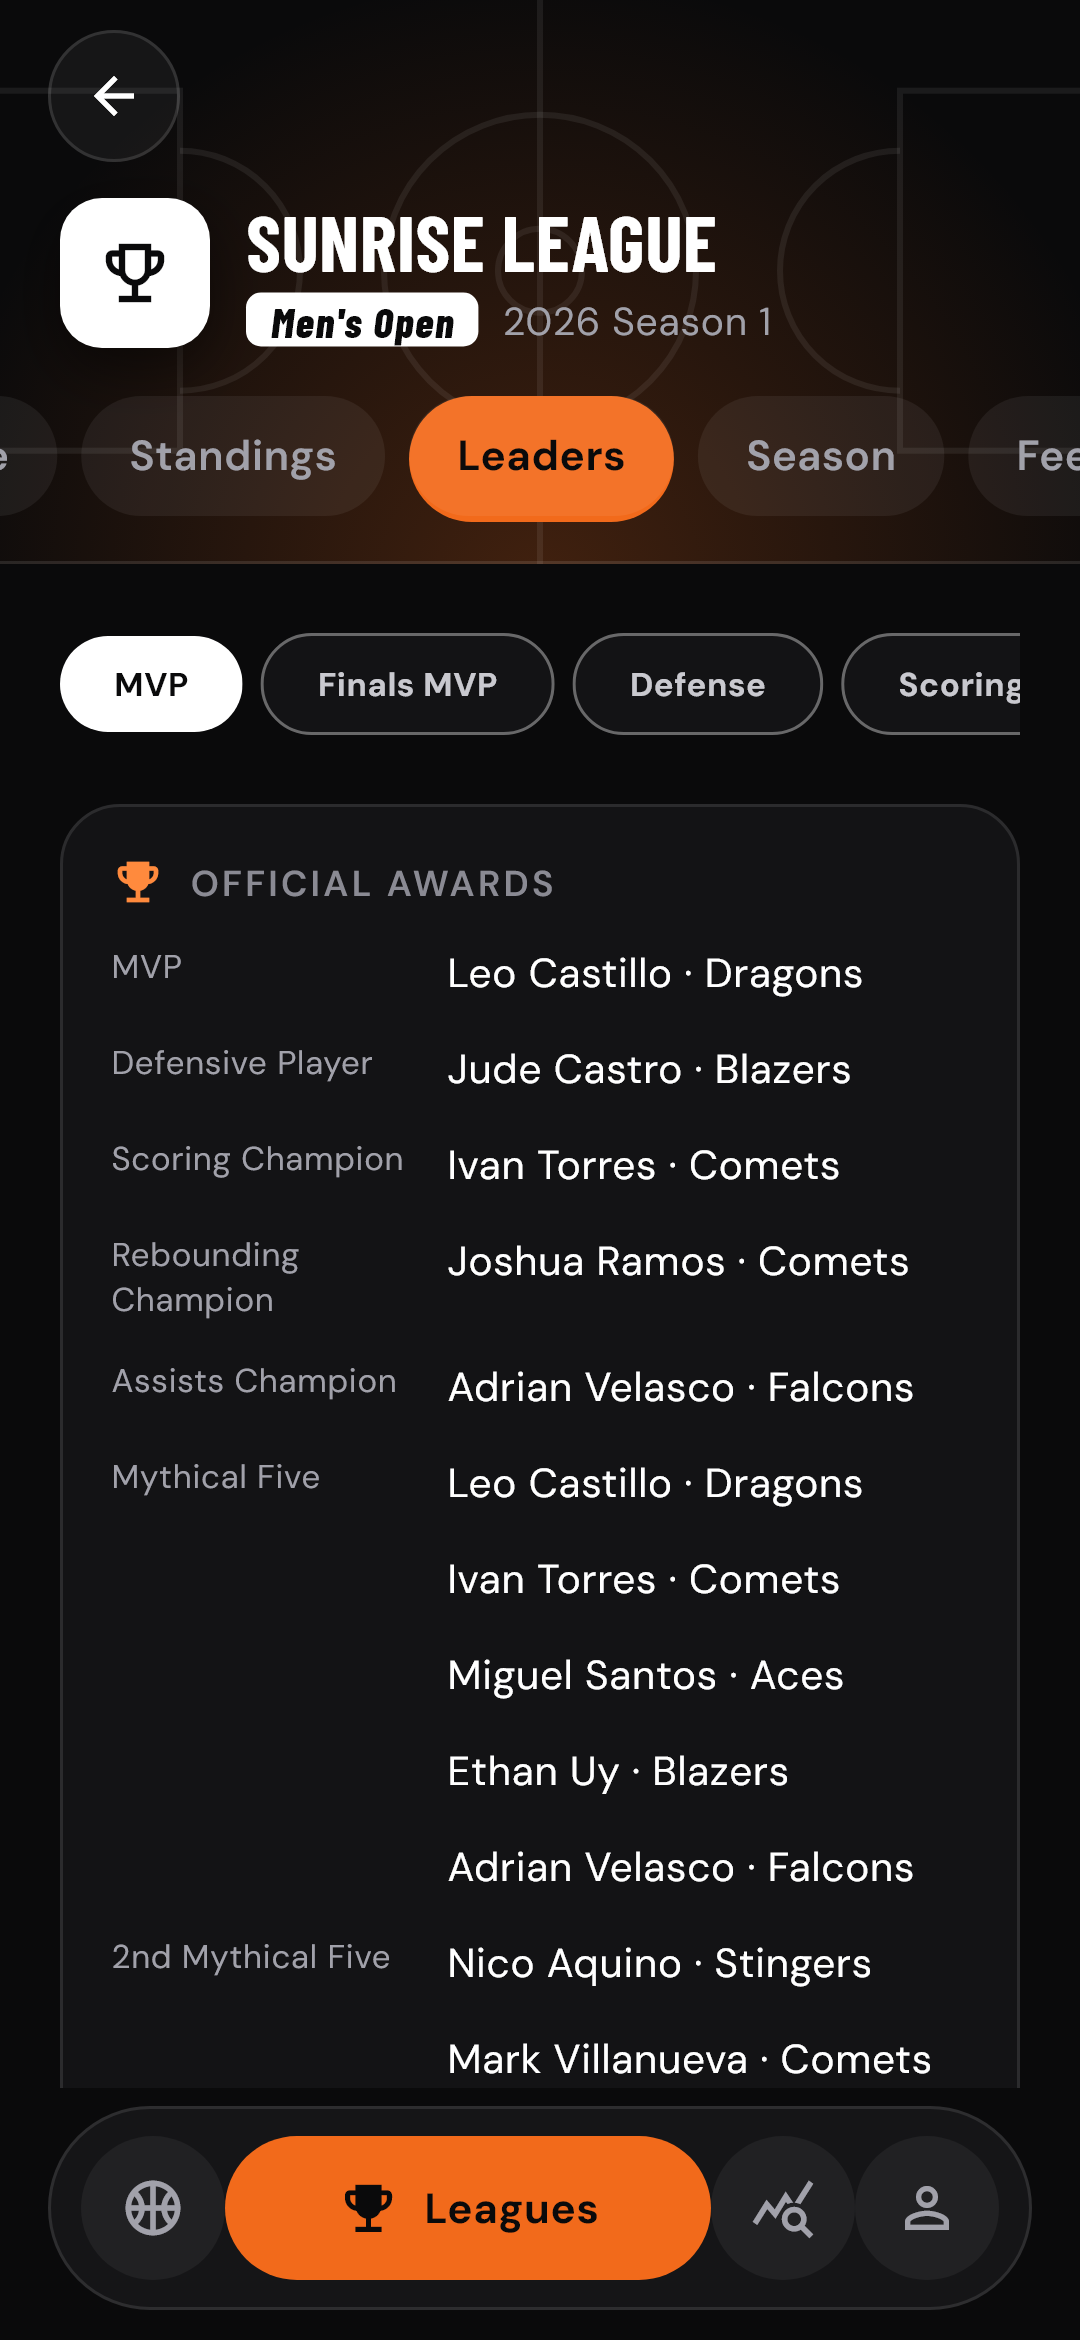 SUNRISE LEAGUE
Men's Open 2026 Season 1
e Standings Leaders Season Fee
MVP Finals MVP Defense Scoring
OFFICIAL AWARDS
MVP Leo Castillo · Dragons
Defensive Player Jude Castro · Blazers
Scoring Champion Ivan Torres · Comets
Rebounding Joshua Ramos · Comets
Champion
Assists Champion Adrian Velasco · Falcons
Mythical Five Leo Castillo · Dragons
Ivan Torres · Comets
Miguel Santos · Aces
Ethan Uy · Blazers
Adrian Velasco · Falcons
2nd Mythical Five Nico Aquino · Stingers
Mark Villanueva · Comets
Leagues